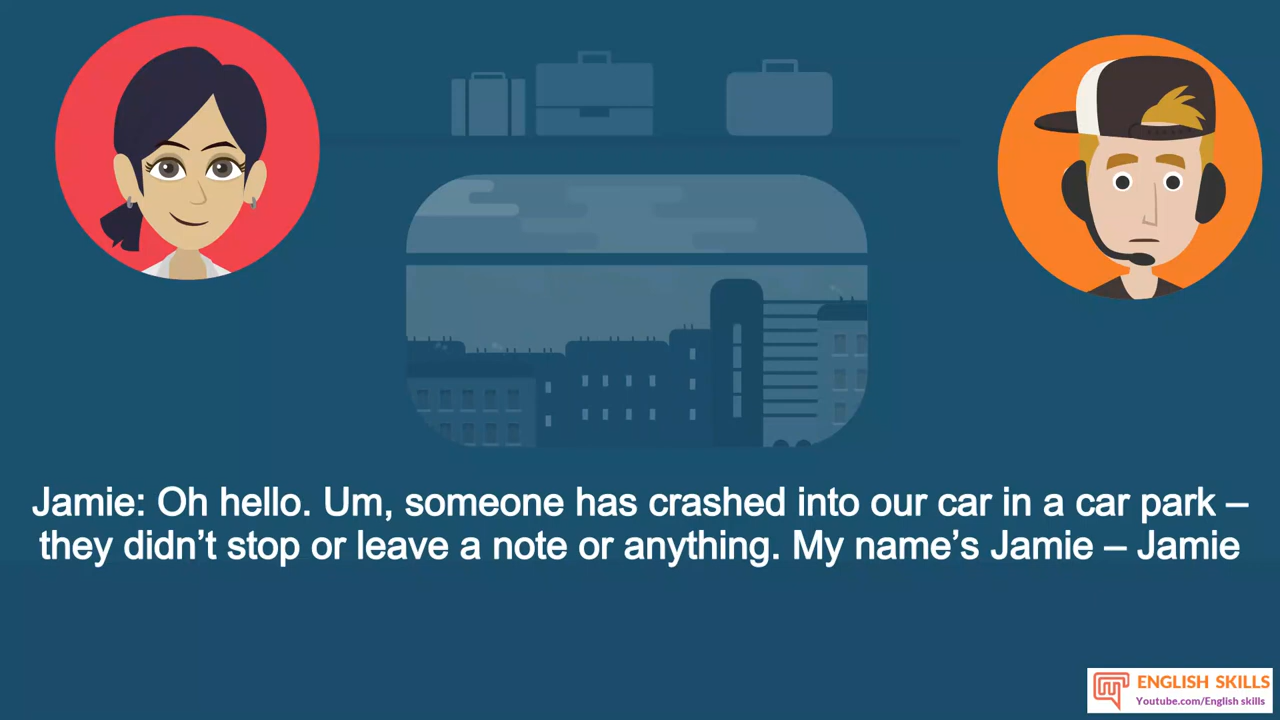 Jamie: Oh hello. Um, someone has crashed into our car in a car park –
they didn’t stop or leave a note or anything. My name’s Jamie – Jamie
ENGLISH SKILLS
Youtube.com/English skills